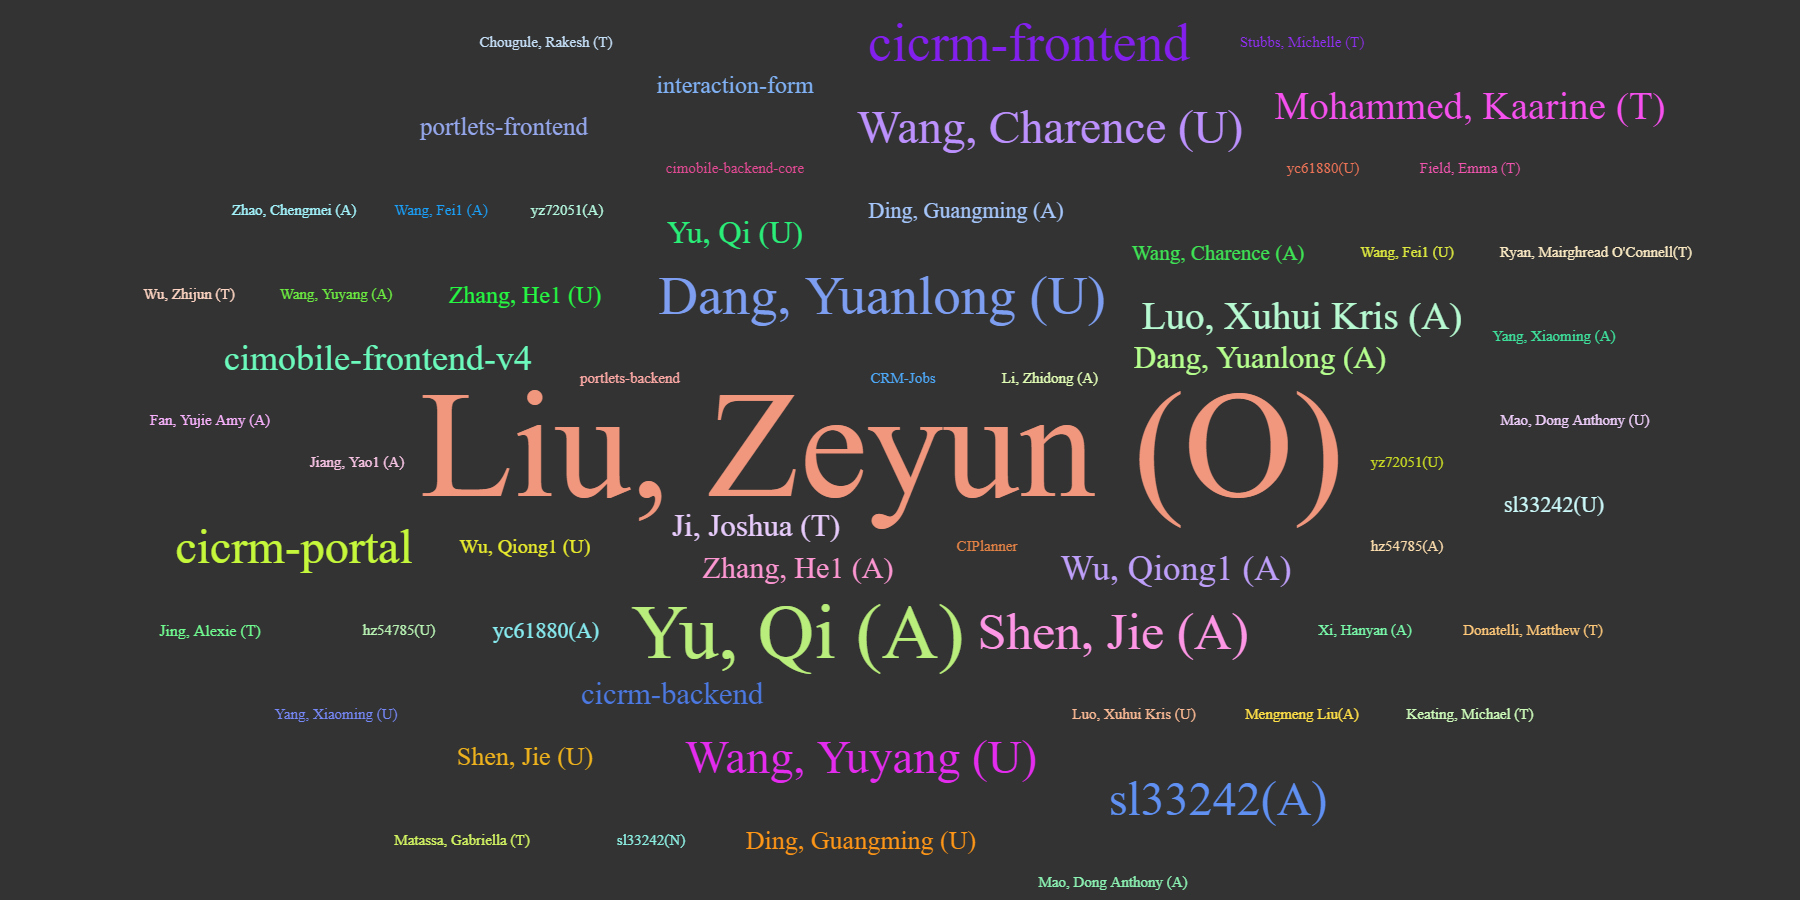 Chougule, Rakesh (T)
cicrm-frontend
Stubbs, Michelle (T)
interaction-form
Mohammed, Kaarine (T)
portlets-frontend
Wang, Charence (U)
cimobile-backend-core
yc61880(U)
Field, Emma (T)
Zhao, Chengmei (A)
Wang, Fei1 (A)
yz72051(A)
Ding, Guangming (A)
Yu, Qi (U)
Wang, Charence (A)
Wang, Fei1 (U)
Ryan, Mairghread O'Connell(T)
Wu, Zhijun (T)
Wang, Yuyang (A)
Zhang, He1 (U)
Dang, Yuanlong (U)
Luo, Xuhui Kris (A)
Yang, Xiaoming (A)
cimobile-frontend-v4
Dang, Yuanlong (A)
portlets-backend
CRM-Jobs
Li, Zhidong (A)
Fan, Yujie Amy (A)
Liu, Zeyun (O)
Mao, Dong Anthony (U)
Jiang, Yao1 (A)
yz72051(U)
sl33242(U)
Ji, Joshua (T)
cicrm-portal
Wu, Qiong1 (U)
CIPlanner
hz54785(A)
Zhang, He1 (A)
Wu, Qiong1 (A)
Jing, Alexie (T)
hz54785(U)
yc61880(A)
Yu, Qi (A)
Shen, Jie (A)
Xi, Hanyan (A)
Donatelli, Matthew (T)
cicrm-backend
Yang, Xiaoming (U)
Luo, Xuhui Kris (U)
Mengmeng Liu(A)
Keating, Michael (T)
Shen, Jie (U)
Wang, Yuyang (U)
sl33242(A)
Matassa, Gabriella (T)
sl33242(N)
Ding, Guangming (U)
Mao, Dong Anthony (A)